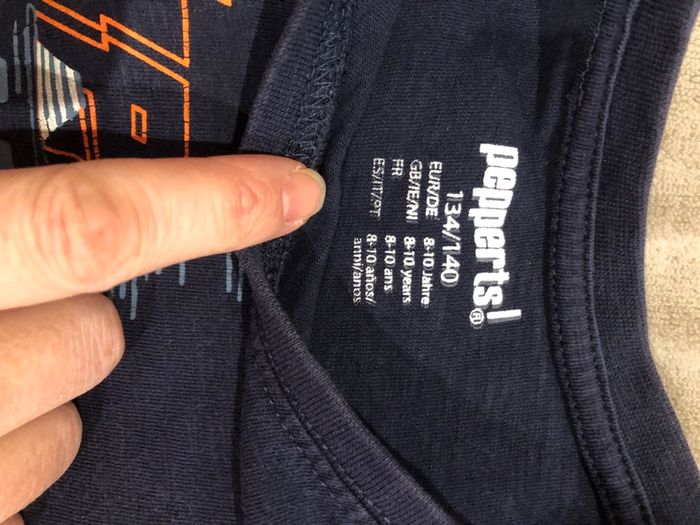 pepperts!®
134/140
EUR/DE 8-10 Jahre
GB/IE/NI 8-10 years
FR 8-10 ans
ES/IT/PT 8-10 años/
anni/anos